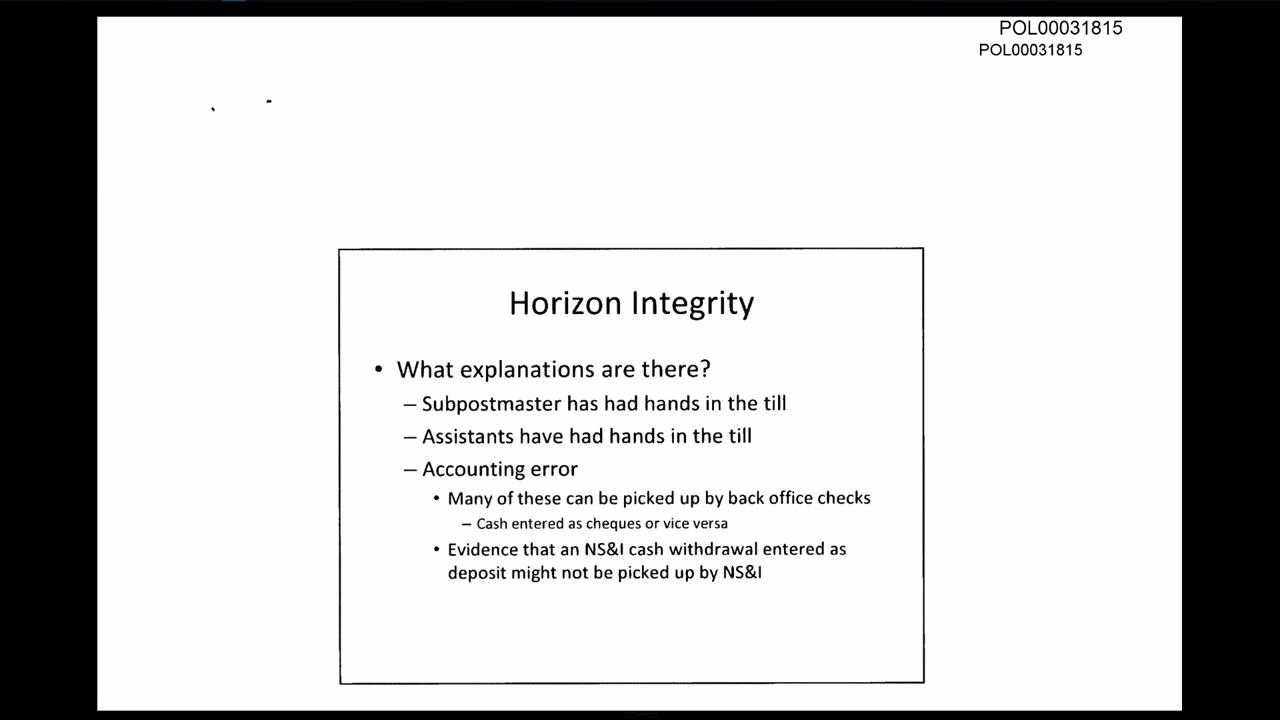 POL00031815
POL00031815
Horizon Integrity
• What explanations are there?
– Subpostmaster has had hands in the till
– Assistants have had hands in the till
– Accounting error
• Many of these can be picked up by back office checks
– Cash entered as cheques or vice versa
• Evidence that an NS&I cash withdrawal entered as
deposit might not be picked up by NS&I